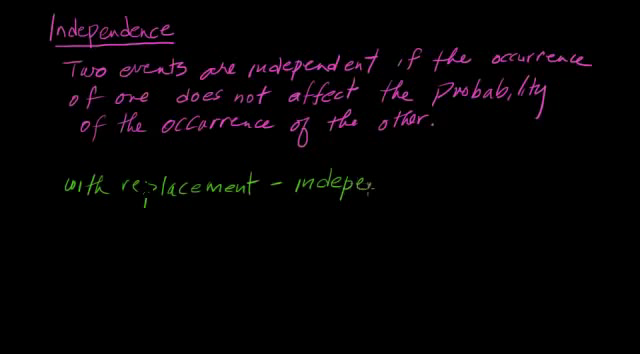 Independence
Two events are independent if the occurrence
of one does not affect the Probability
of the occurrence of the other.
with replacement - indepe